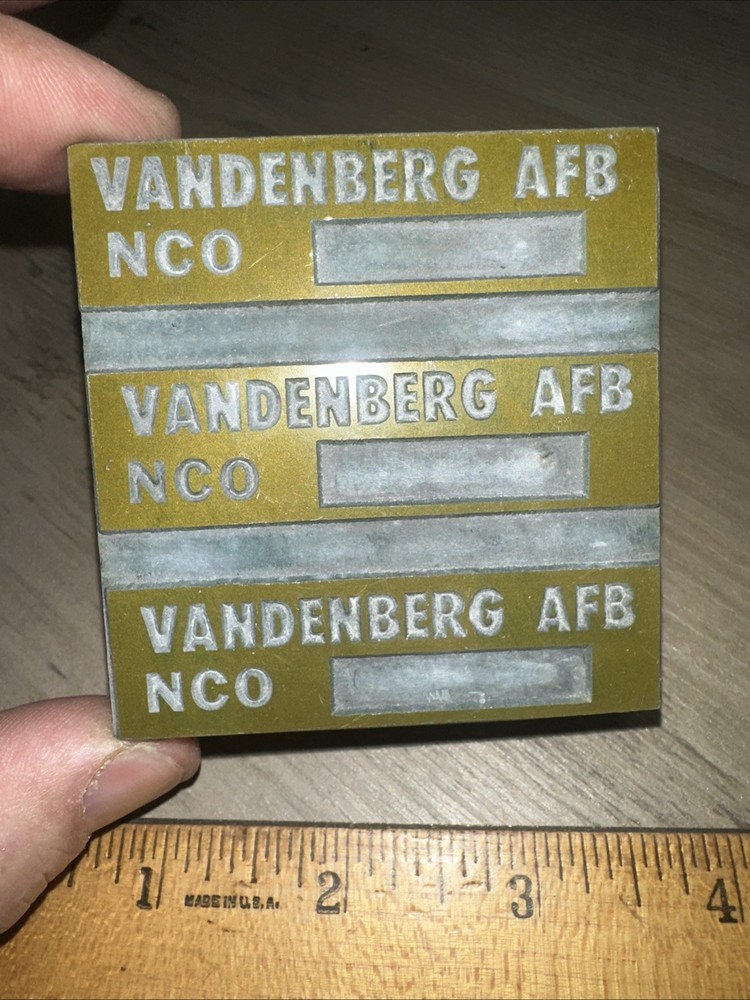 VANDENBERG AFB
NCO
VANDENBERG AFB
NCO
VANDENBERG AFB
NCO
1 2 3 4
MADE IN U.S.A.